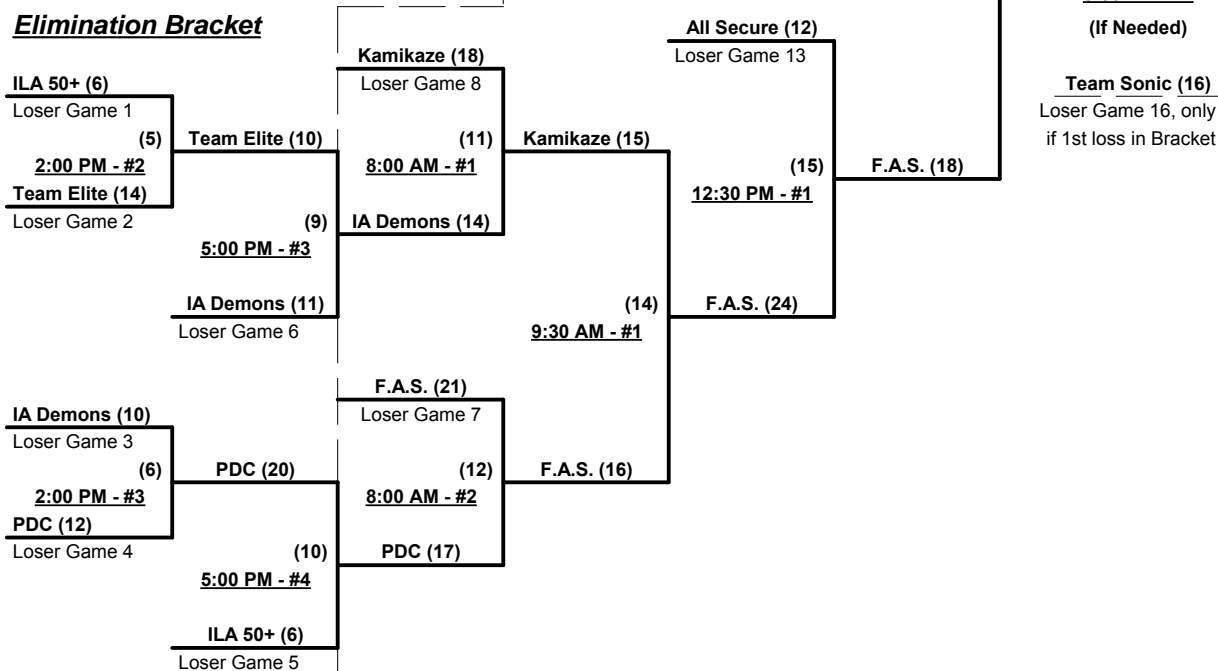 Elimination Bracket
ILA 50+ (6)
Loser Game 1
(5)
2:00 PM - #2
Team Elite (14)
Loser Game 2
Team Elite (10)
(9)
5:00 PM - #3
IA Demons (11)
Loser Game 6
IA Demons (10)
Loser Game 3
(6)
2:00 PM - #3
PDC (12)
Loser Game 4
PDC (20)
(10)
5:00 PM - #4
ILA 50+ (6)
Loser Game 5
Kamikaze (18)
Loser Game 8
(11)
8:00 AM - #1
IA Demons (14)
F.A.S. (21)
Loser Game 7
(12)
8:00 AM - #2
PDC (17)
Kamikaze (15)
(14)
9:30 AM - #1
F.A.S. (16)
All Secure (12)
Loser Game 13
(15)
12:30 PM - #1
F.A.S. (24)
F.A.S. (18)
(If Needed)
Team Sonic (16)
Loser Game 16, only
if 1st loss in Bracket